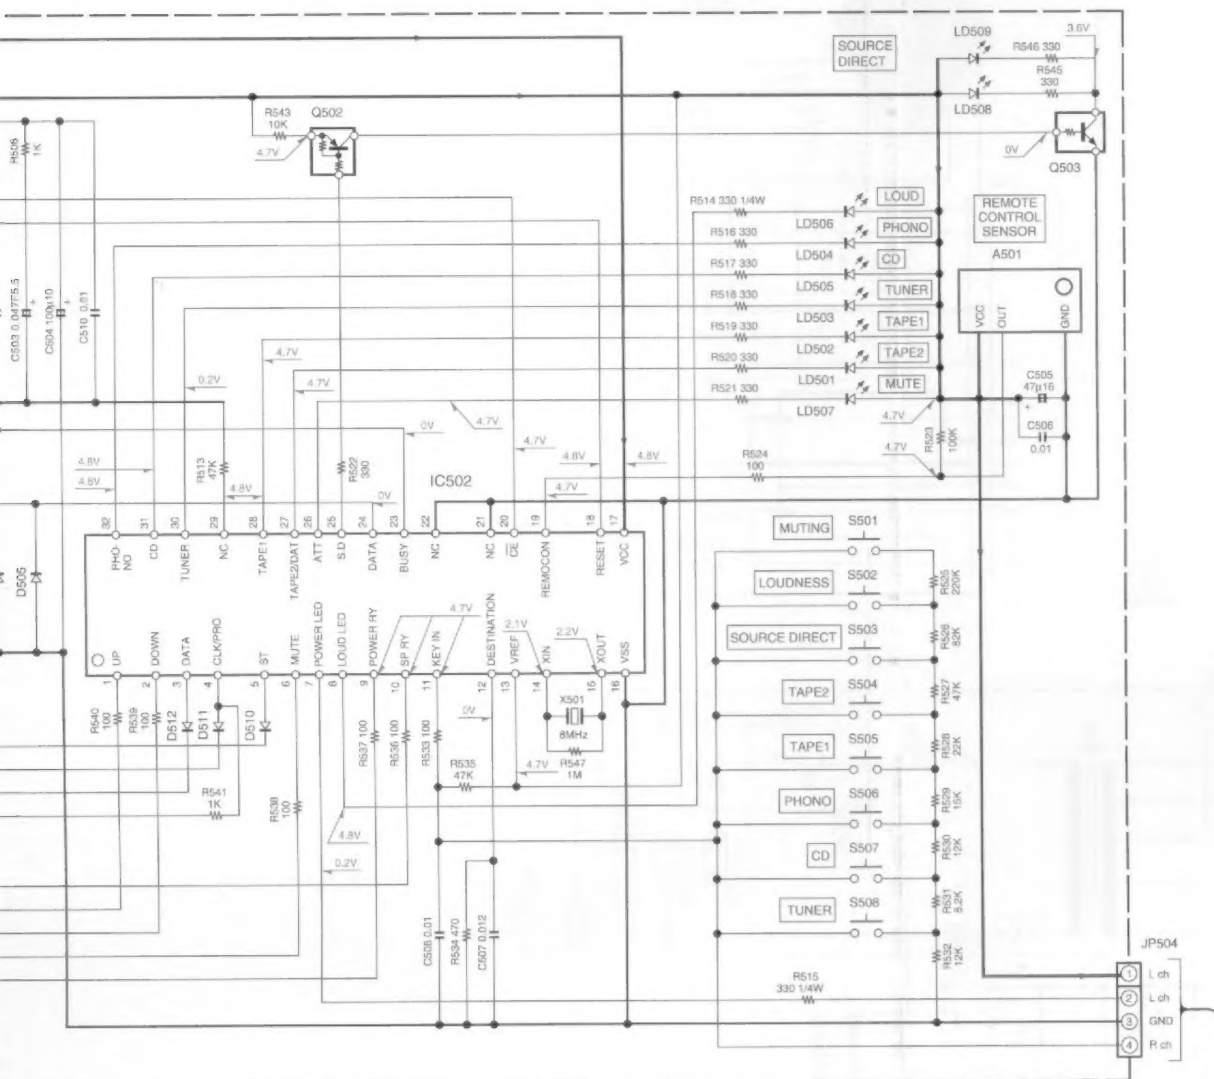 LD509
3.6V
SOURCE
DIRECT
R546 330
R545
330
LD508
R543
10K
Q502
4.7V
0V
Q503
R508
1K
R514 330 1/4W
LOUD
LD506
REMOTE
CONTROL
SENSOR
A501
R516 330
PHONO
LD504
R517 330
CD
LD505
R518 330
TUNER
LD503
R519 330
TAPE1
LD502
R520 330
TAPE2
LD501
R521 330
MUTE
LD507
VCC
OUT
GND
C503 0.047F5.5
C504 100μ10
C510 0.01
4.7V
0.2V
4.7V
C505
47μ16
C506
0.01
4.7V
0V
4.7V
4.7V
R523
100K
4.7V
4.8V
4.8V
R513
47K
R522
330
4.8V
4.8V
R524
100
4.8V
0V
IC502
4.7V
32 31 30 29 28 27 26 25 24 23 22 21 20 19 18 17
PHO-
NO
CD
TUNER
NC
TAPE1
TAPE2/DAT
ATT
S.D
DATA
BUSY
NC
NC
CE
REMOCON
RESET
VCC
D505
MUTING S501
R525
220K
LOUDNESS S502
R526
82K
SOURCE DIRECT S503
R527
47K
TAPE2 S504
R528
22K
TAPE1 S505
R529
15K
PHONO S506
R530
12K
CD S507
R531
8.2K
TUNER S508
R532
12K
4.7V
2.1V
2.2V
UP
DOWN
DATA
CLK/PRO
ST
MUTE
POWER LED
LOUD LED
POWER RY
SP RY
KEY IN
DESTINATION
VREF
XIN
XOUT
VSS
1 2 3 4 5 6 7 8 9 10 11 12 13 14 15 16
R540
100
R539
100
D512
D511
D510
R537 100
R536 100
R533 100
0V
X501
8MHz
R535
47K
4.7V
R547
1M
R541
1K
R538
100
4.8V
0.2V
R534 470
C507 0.012
R515
330 1/4W
JP504
1 L ch
2 L ch
3 GND
4 R ch